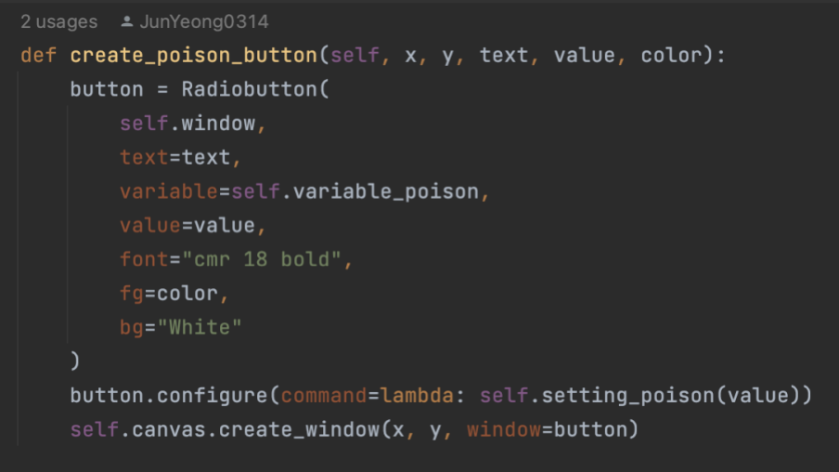 2 usages JunYeong0314
def create_poison_button(self, x, y, text, value, color):
    button = Radiobutton(
        self.window,
        text=text,
        variable=self.variable_poison,
        value=value,
        font="cmr 18 bold",
        fg=color,
        bg="White"
    )
    button.configure(command=lambda: self.setting_poison(value))
    self.canvas.create_window(x, y, window=button)